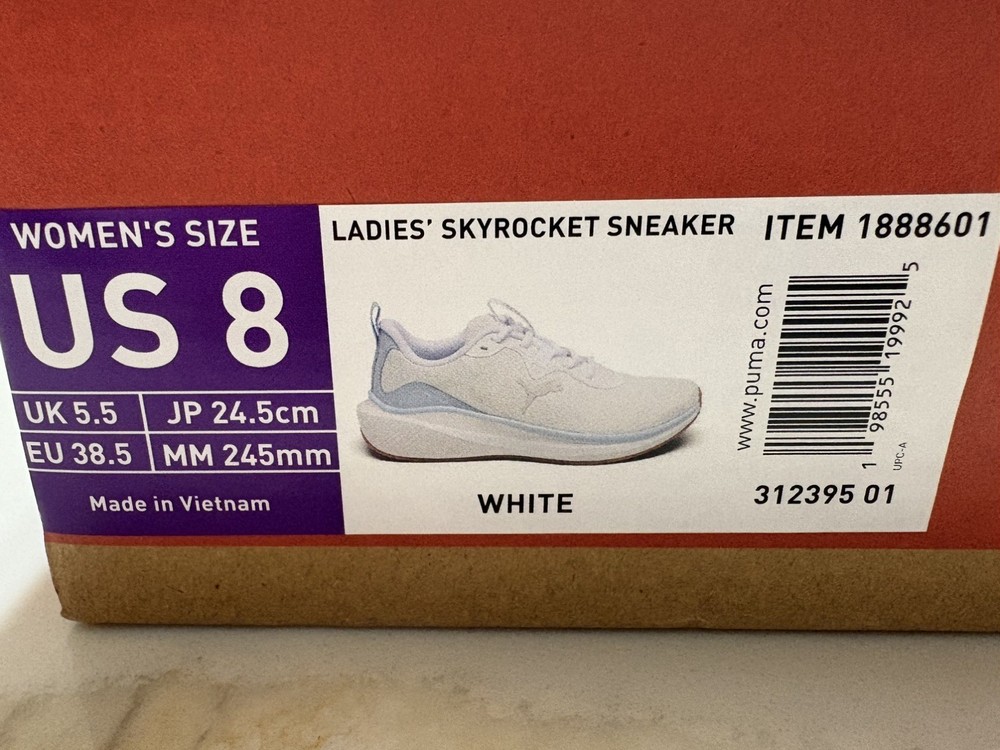 WOMEN'S SIZE
US 8
UK 5.5
JP 24.5cm
EU 38.5
MM 245mm
Made in Vietnam
LADIES’ SKYROCKET SNEAKER
WHITE
ITEM 1888601
www.puma.com
1 98555 19992 5
UPC-A
312395 01